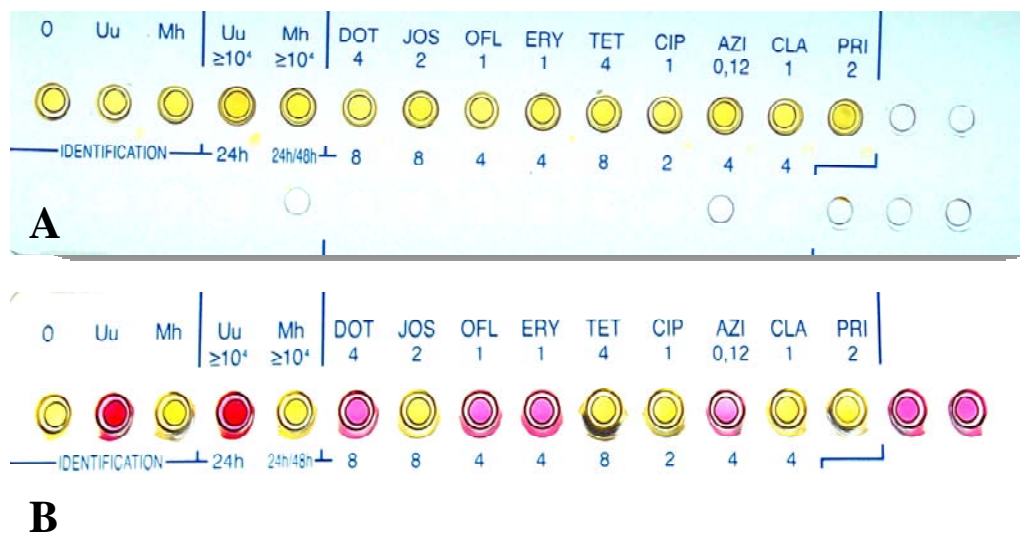 O Uu Mh Uu Mh DOT JOS OFL ERY TET CIP AZI CLA PRI
≥10⁴ ≥10⁴ 4 2 1 1 4 1 0,12 1 2
IDENTIFICATION 24h 24h/48h 8 8 4 4 8 2 4 4
A
O Uu Mh Uu Mh DOT JOS OFL ERY TET CIP AZI CLA PRI
≥10⁴ ≥10⁴ 4 2 1 1 4 1 0,12 1 2
IDENTIFICATION 24h 24h/48h 8 8 4 4 8 2 4 4
B